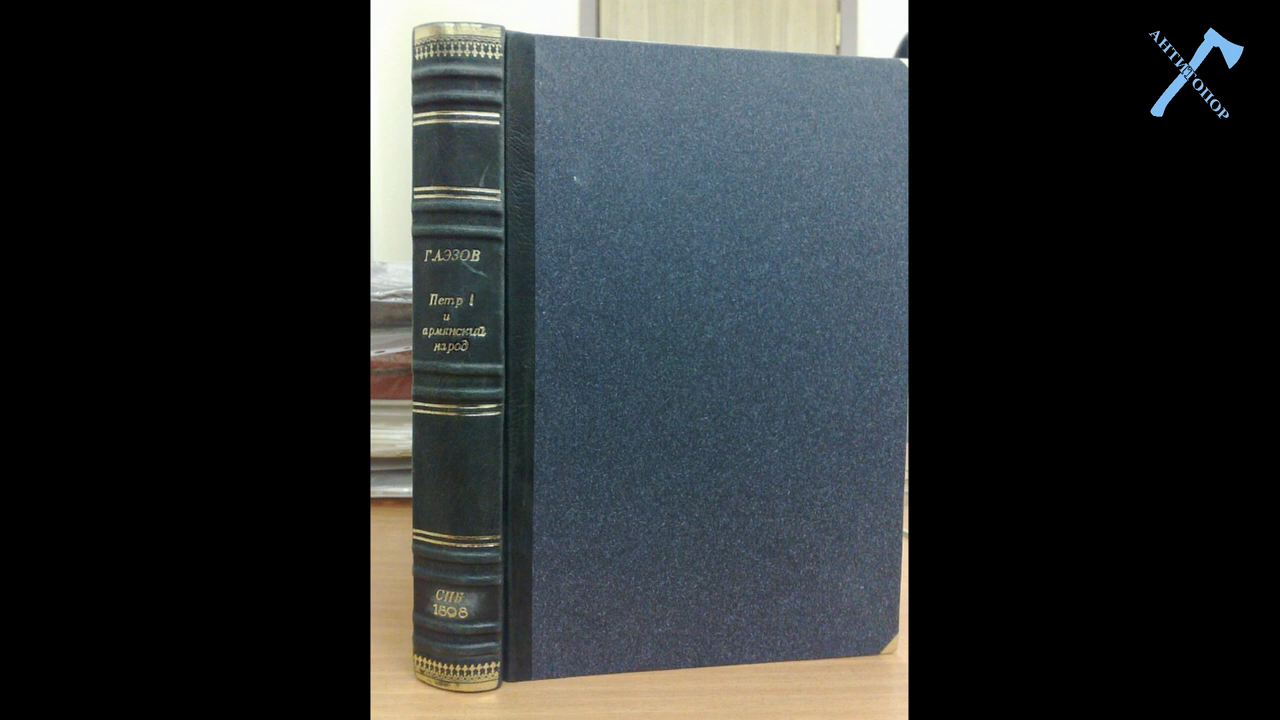 Г.А.ЭЗОВ
Петр I
и
армянский
народ
СПБ
1898
АНТИТОПОР